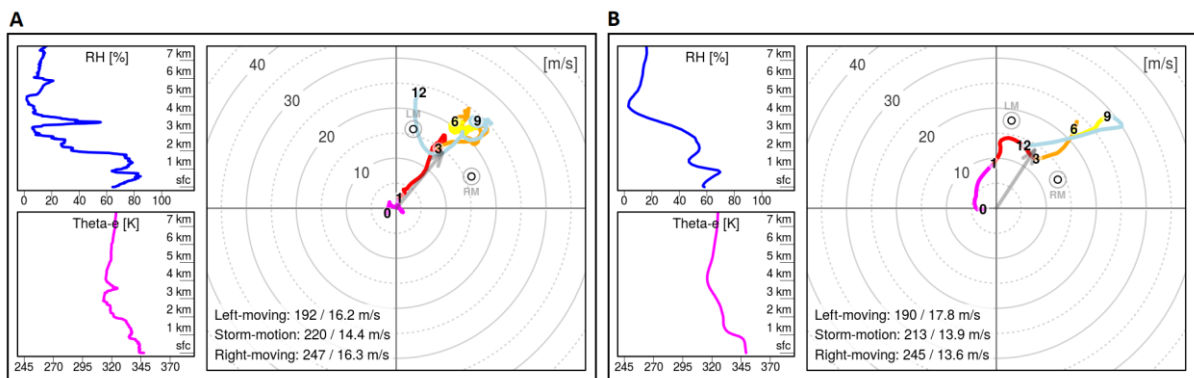 A
RH [%]
7 km
6 km
5 km
4 km
3 km
2 km
1 km
sfc
0 20 40 60 80 100
Theta-e [K]
7 km
6 km
5 km
4 km
3 km
2 km
1 km
sfc
245 270 295 320 345 370
[m/s]
40
30
20
10
12
LM
6 9
3
RM
1
0
Left-moving: 192 / 16.2 m/s
Storm-motion: 220 / 14.4 m/s
Right-moving: 247 / 16.3 m/s
B
RH [%]
7 km
6 km
5 km
4 km
3 km
2 km
1 km
sfc
0 20 40 60 80 100
Theta-e [K]
7 km
6 km
5 km
4 km
3 km
2 km
1 km
sfc
245 270 295 320 345 370
[m/s]
40
30
20
10
LM
9
6
12
3
1
RM
0
Left-moving: 190 / 17.8 m/s
Storm-motion: 213 / 13.9 m/s
Right-moving: 245 / 13.6 m/s